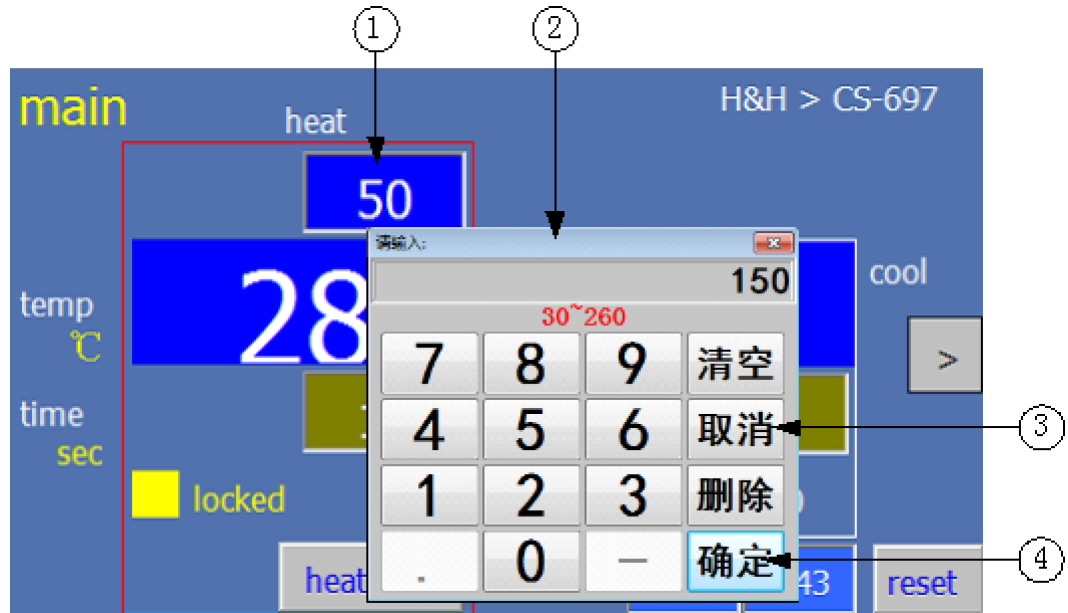 ① ②
main
H&H > CS-697
heat
50
请输入:
150
30~260
28
temp
℃
cool
>
7 8 9 清空
time
sec
4 5 6 取消 ③
locked
1 2 3 删除
. 0 — 确定 ④
heat
43
reset